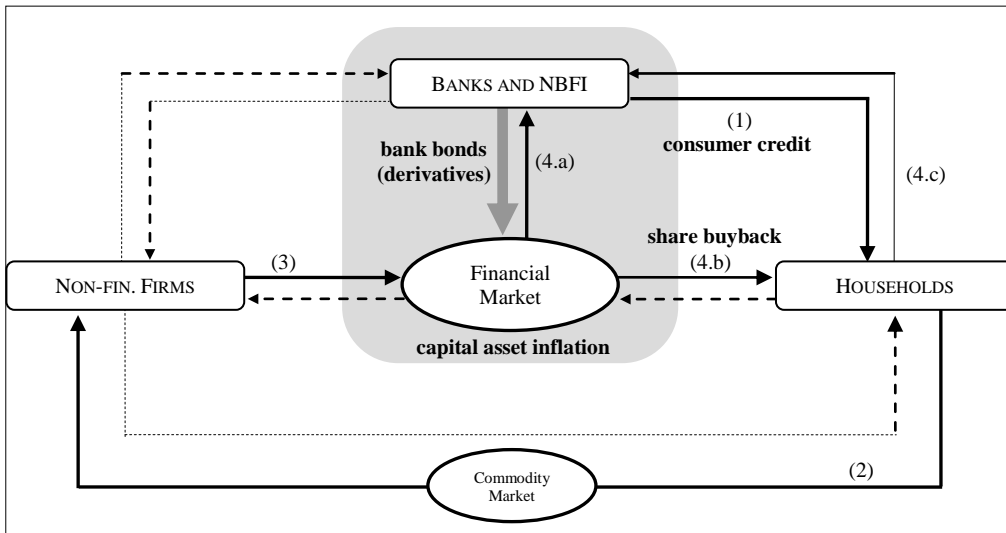 BANKS AND NBFI
(1)
consumer credit
bank bonds
(derivatives)
(4.a)
(4.c)
share buyback
(4.b)
(3)
NON-FIN. FIRMS
Financial
Market
HOUSEHOLDS
capital asset inflation
(2)
Commodity
Market